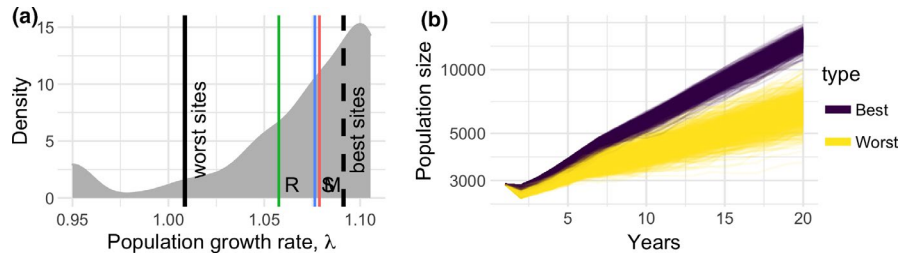 (a)
15
10
5
0
Density
worst sites
R
S
M
best sites
0.95
1.00
1.05
1.10
Population growth rate, λ
(b)
10000
5000
3000
Population size
5
10
15
20
Years
type
Best
Worst